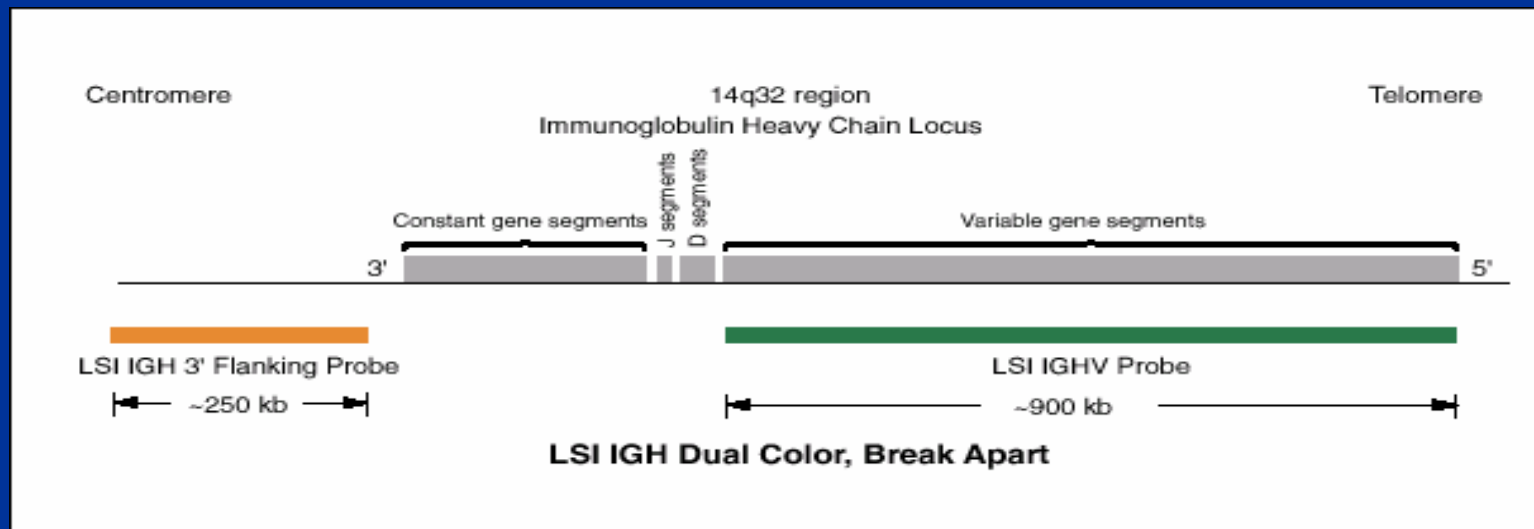 Centromere
14q32 region
Telomere
Immunoglobulin Heavy Chain Locus
Constant gene segments
J segments
D segments
Variable gene segments
3'
5'
LSI IGH 3' Flanking Probe
LSI IGHV Probe
~250 kb
~900 kb
LSI IGH Dual Color, Break Apart